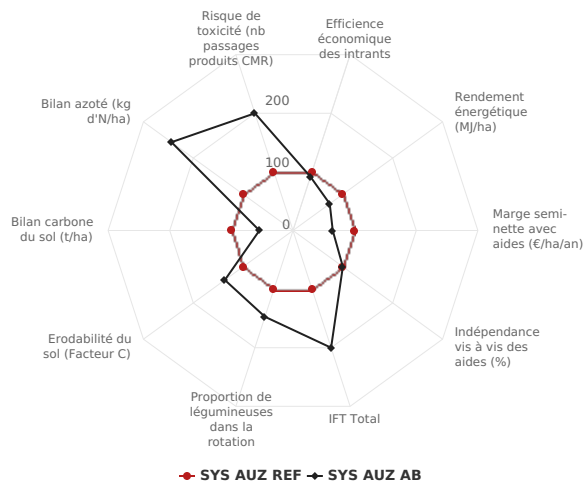 Risque de
toxicité (nb
passages
produits CMR)
Efficience
économique
des intrants
Rendement
énergétique
(MJ/ha)
Marge semi-
nette avec
aides (€/ha/an)
Indépendance
vis à vis des
aides (%)
IFT Total
Proportion de
légumineuses
dans la
rotation
Erodabilité du
sol (Facteur C)
Bilan carbone
du sol (t/ha)
Bilan azoté (kg
d'N/ha)
200
100
0
SYS AUZ REF SYS AUZ AB